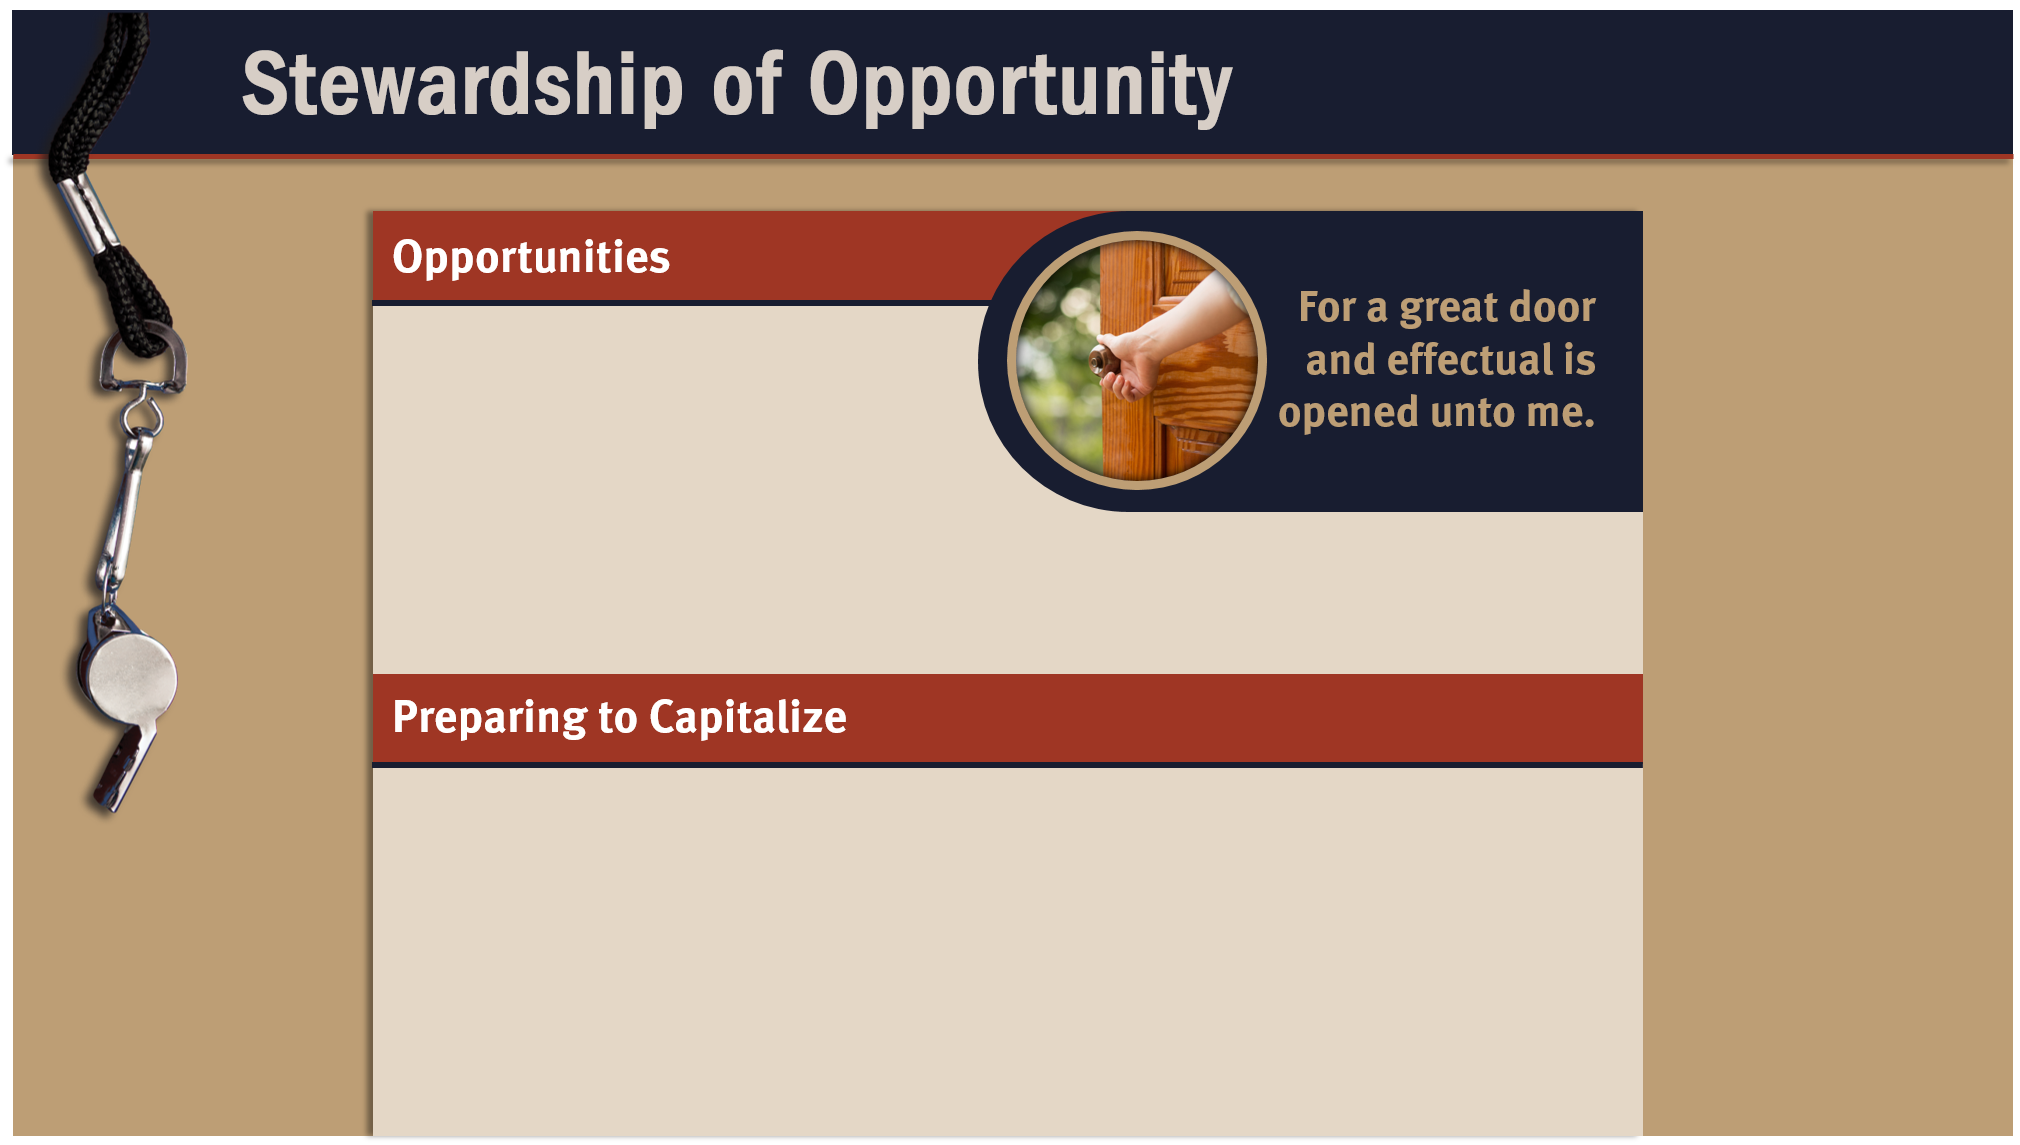 Stewardship of Opportunity
Opportunities
For a great door
and effectual is
opened unto me.
Preparing to Capitalize